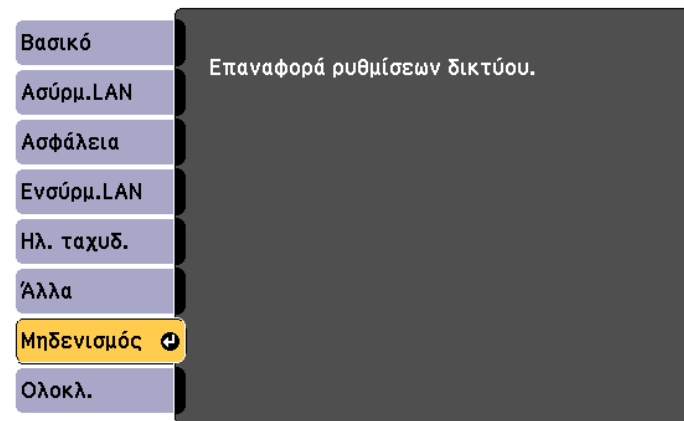 Βασικό
Ασύρμ.LAN
Ασφάλεια
Ενσύρμ.LAN
Ηλ. ταχυδ.
Άλλα
Μηδενισμός
Ολοκλ.
Επαναφορά ρυθμίσεων δικτύου.